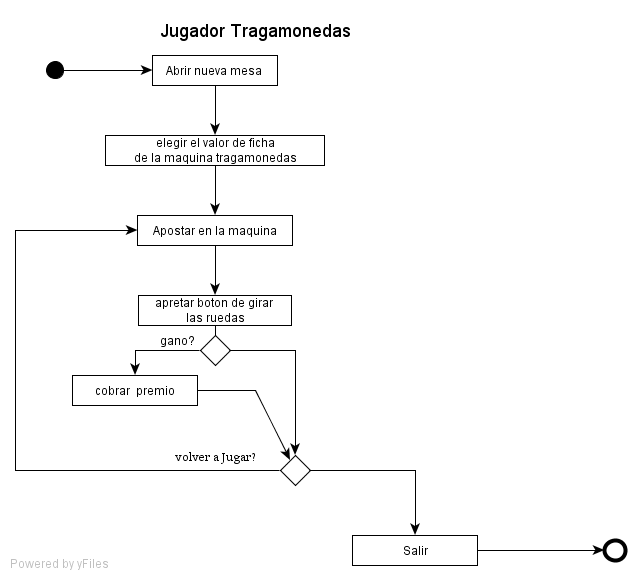 Jugador Tragamonedas
Abrir nueva mesa
elegir el valor de ficha
de la maquina tragamonedas
Apostar en la maquina
apretar boton de girar
las ruedas
gano?
cobrar premio
volver a Jugar?
Salir
Powered by yFiles